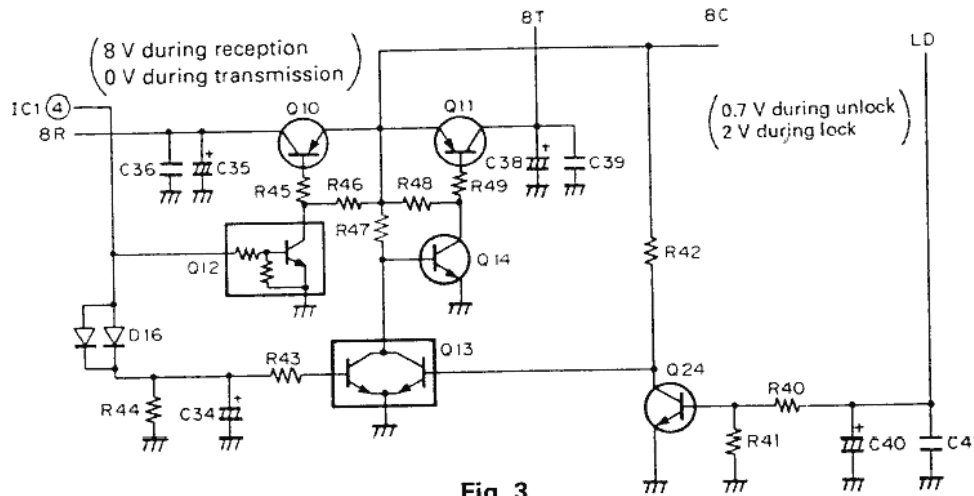 8T
8C
LD
(8 V during reception
0 V during transmission)
IC1 ④
8R
Q10
Q11
(0.7 V during unlock
2 V during lock)
C36
C35
C38
C39
R45
R46
R48
R49
R47
Q12
Q14
R42
D16
R43
Q13
Q24
R40
R44
C34
R41
C40
Fig. 3